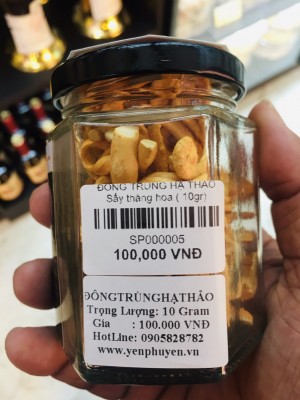 ĐÔNG TRÙNG HẠ THẢO
Sấy thăng hoa ( 10gr)
SP000005
100,000 VNĐ
ĐÔNGTRÙNGHẠTHẢO
Trọng Lượng: 10 Gram
Gia : 100.000 VNĐ
HotLine: 0905828782
www.yenphuyen.vn